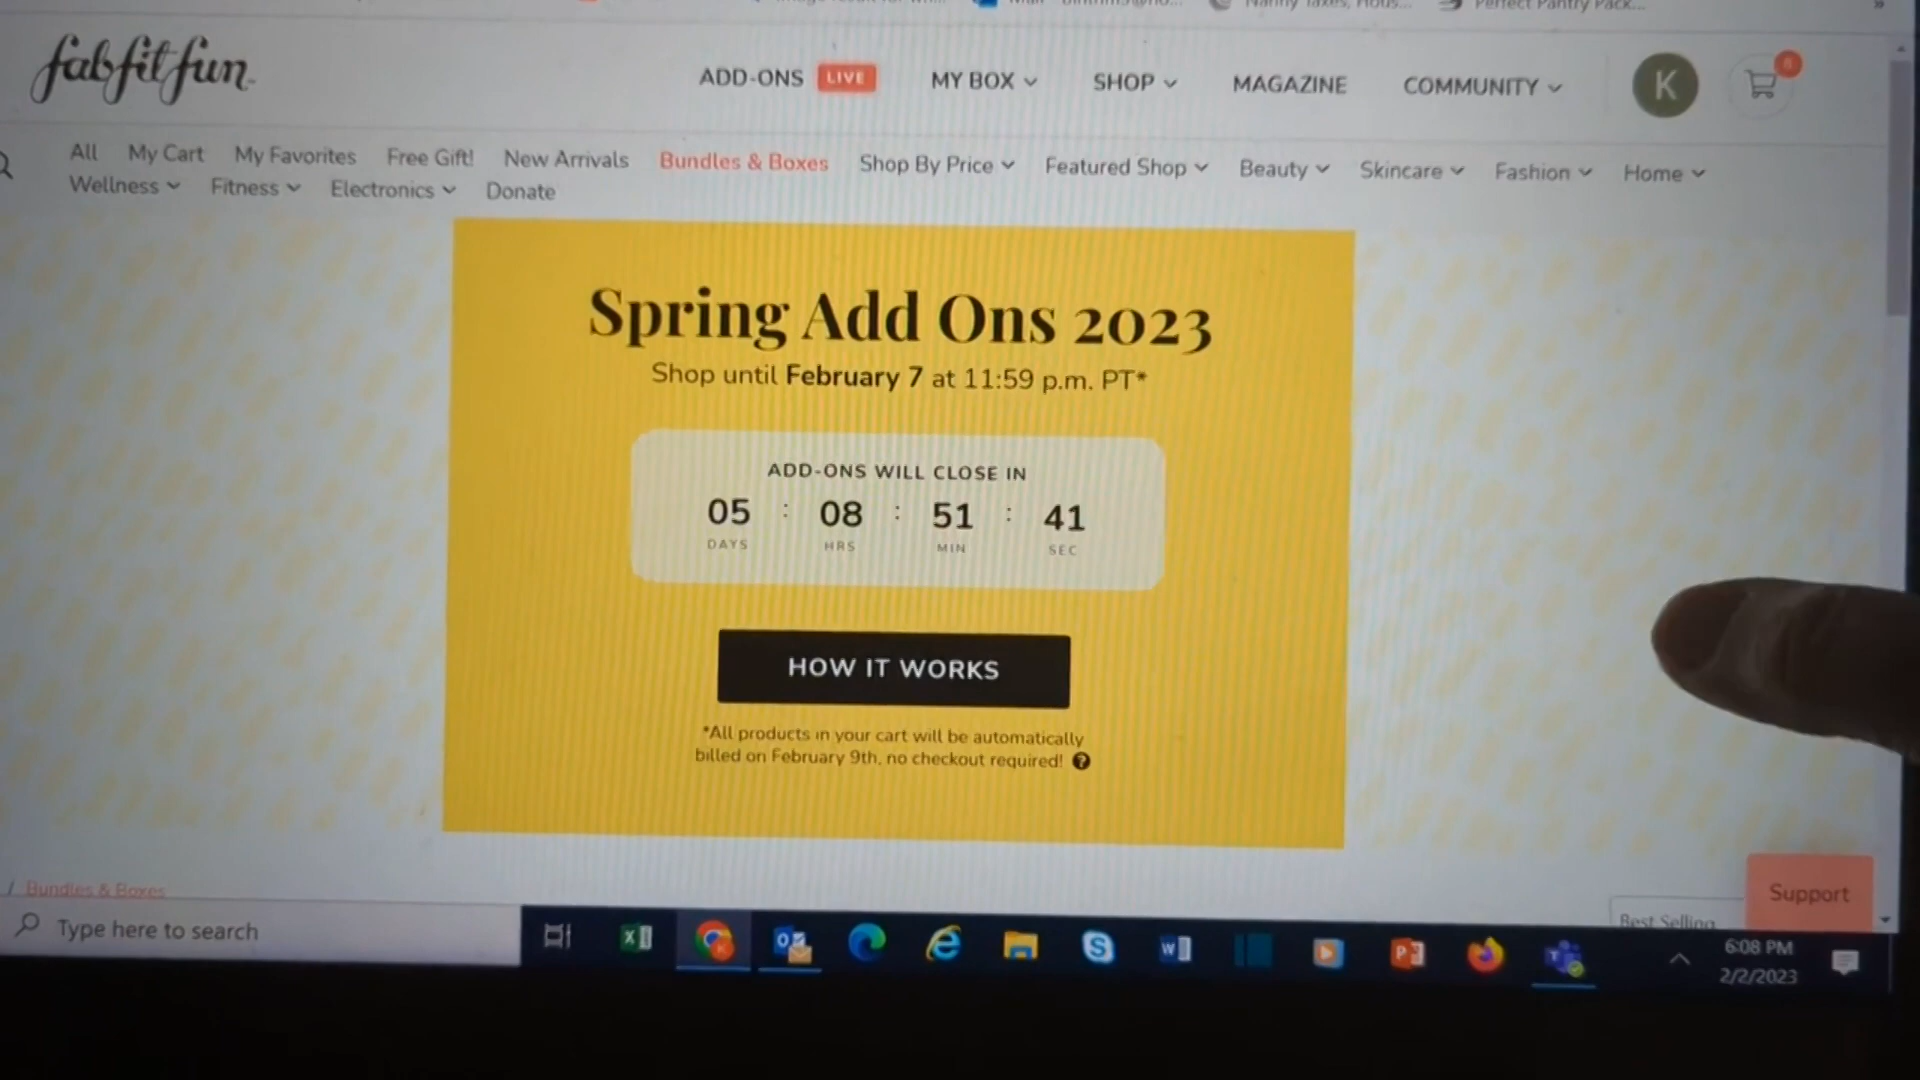 Perfect Pantry Pack...
fabfitfun
ADD-ONS LIVE MY BOX SHOP MAGAZINE COMMUNITY K
All My Cart My Favorites Free Gift! New Arrivals Bundles & Boxes Shop By Price Featured Shop Beauty Skincare Fashion Home
Wellness Fitness Electronics Donate
Spring Add Ons 2023
Shop until February 7 at 11:59 p.m. PT*
ADD-ONS WILL CLOSE IN
05 : 08 : 51 : 41
DAYS HRS MIN SEC
HOW IT WORKS
*All products in your cart will be automatically
billed on February 9th, no checkout required! ?
/ Bundles & Boxes
Support
Best Selling
Type here to search
6:08 PM
2/2/2023